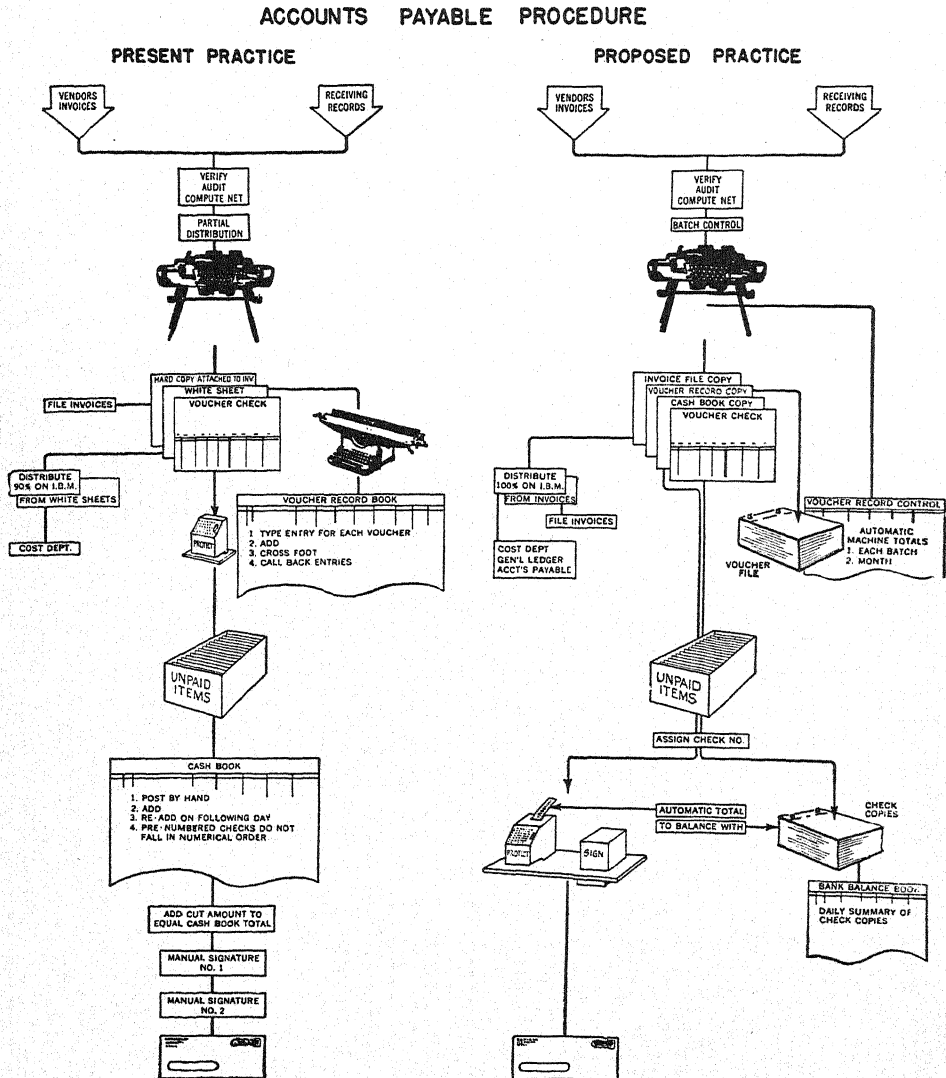 ACCOUNTS PAYABLE PROCEDURE
PRESENT PRACTICE
VENDORS
INVOICES
RECEIVING
RECORDS
VERIFY
AUDIT
COMPUTE NET
PARTIAL
DISTRIBUTION
HARD COPY ATTACHED TO INV
WHITE SHEET
VOUCHER CHECK
FILE INVOICES
DISTRIBUTE
90% ON I.B.M.
FROM WHITE SHEETS
COST DEPT.
PROTECT
VOUCHER RECORD BOOK
1 TYPE ENTRY FOR EACH VOUCHER
2. ADD
3. CROSS FOOT
4. CALL BACK ENTRIES
UNPAID
ITEMS
CASH BOOK
1. POST BY HAND
2. ADD
3. RE-ADD ON FOLLOWING DAY
4. PRE-NUMBERED CHECKS DO NOT
FALL IN NUMERICAL ORDER
ADD CUT AMOUNT TO
EQUAL CASH BOOK TOTAL
MANUAL SIGNATURE
NO. 1
MANUAL SIGNATURE
NO. 2
PROPOSED PRACTICE
VENDORS
INVOICES
RECEIVING
RECORDS
VERIFY
AUDIT
COMPUTE NET
BATCH CONTROL
INVOICE FILE COPY
VOUCHER RECORD COPY
CASH BOOK COPY
VOUCHER CHECK
DISTRIBUTE
100% ON I.B.M.
FROM INVOICES
FILE INVOICES
COST DEPT
GEN'L LEDGER
ACCT'S PAYABLE
VOUCHER
FILE
VOUCHER RECORD CONTROL
AUTOMATIC
MACHINE TOTALS
1. EACH BATCH
2. MONTH
UNPAID
ITEMS
ASSIGN CHECK NO.
AUTOMATIC TOTAL
TO BALANCE WITH
CHECK
COPIES
PROTECT
SIGN
BANK BALANCE BOOK
DAILY SUMMARY OF
CHECK COPIES